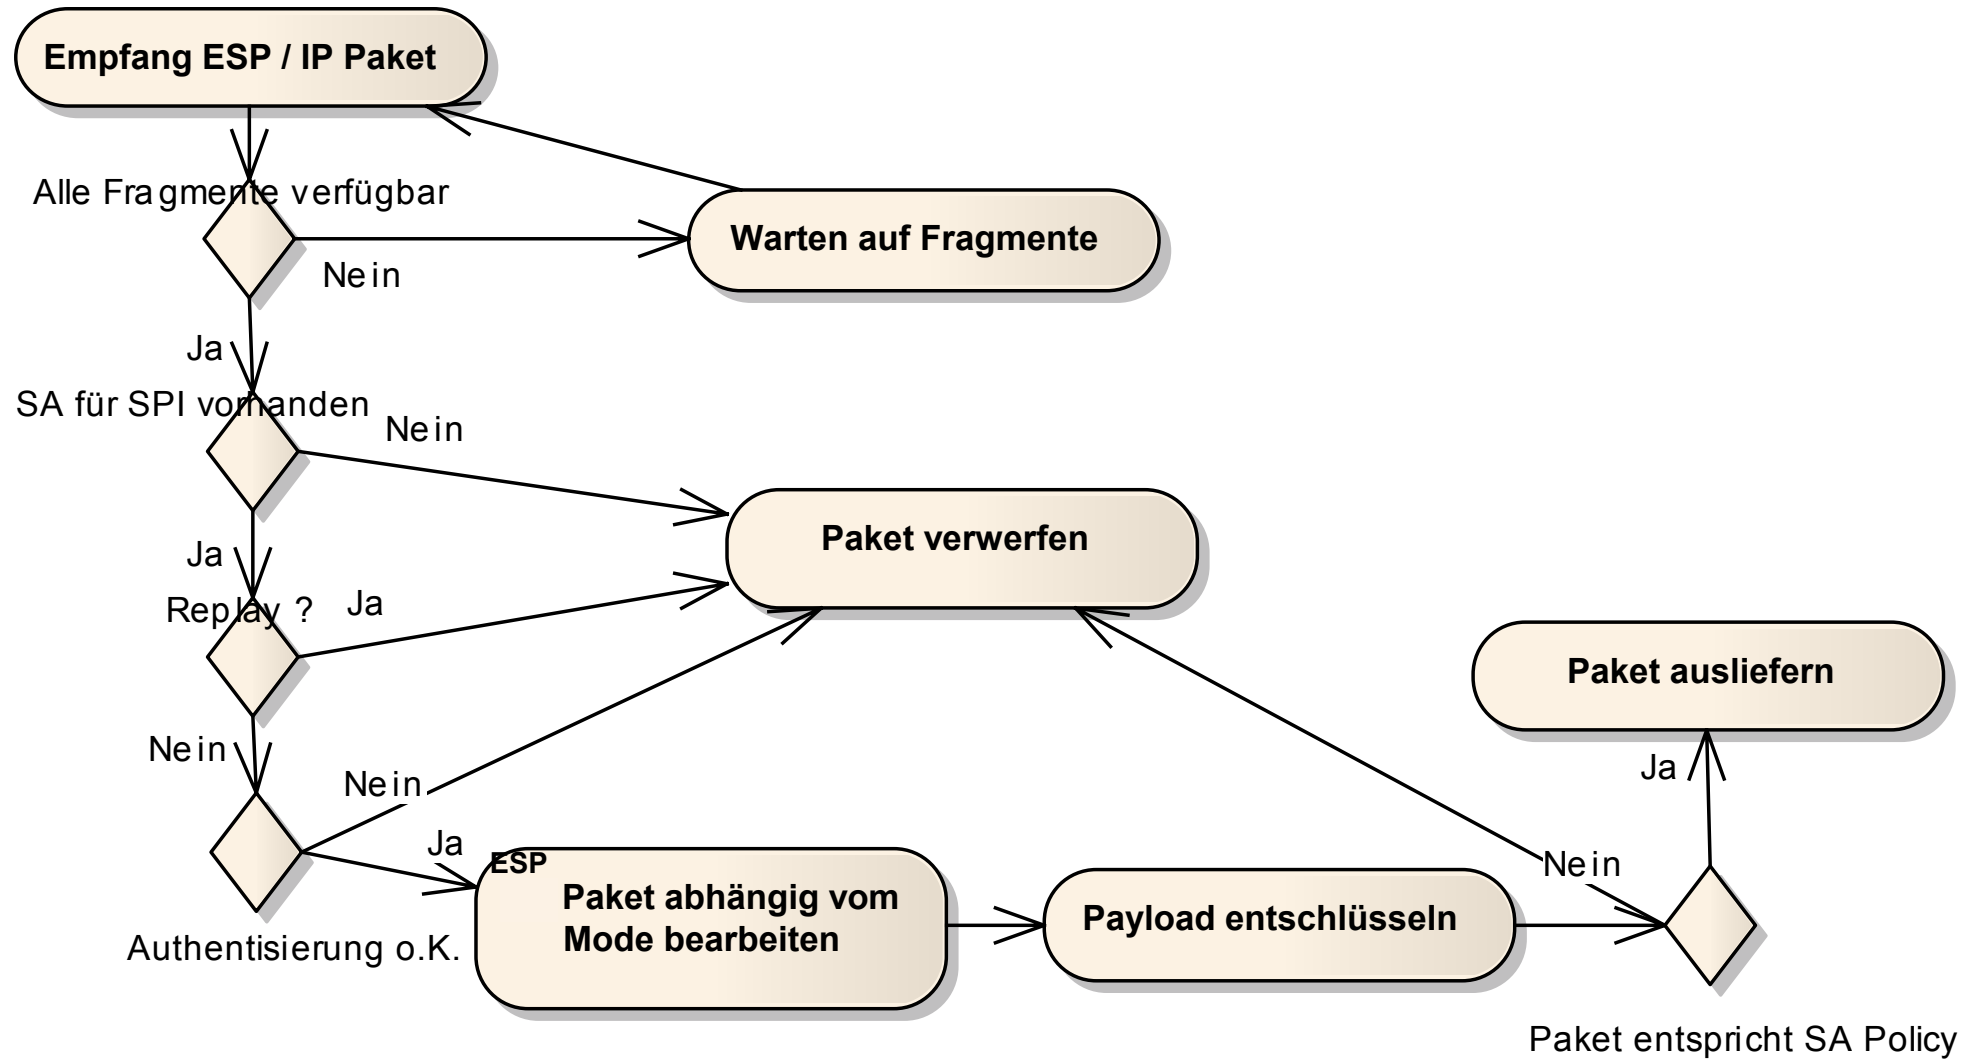 Empfang ESP / IP Paket
Alle Fragmente verfügbar
Warten auf Fragmente
Nein
Ja
SA für SPI vorhanden
Nein
Paket verwerfen
Ja
Replay ?
Ja
Paket ausliefern
Nein
Ja
Nein
Ja
ESP
Nein
Paket abhängig vom
Mode bearbeiten
Payload entschlüsseln
Authentisierung o.K.
Paket entspricht SA Policy